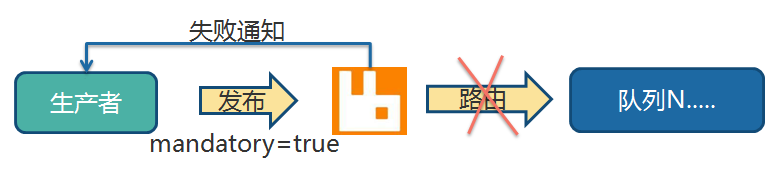 失败通知
生产者
发布
路由
队列N.....
mandatory=true